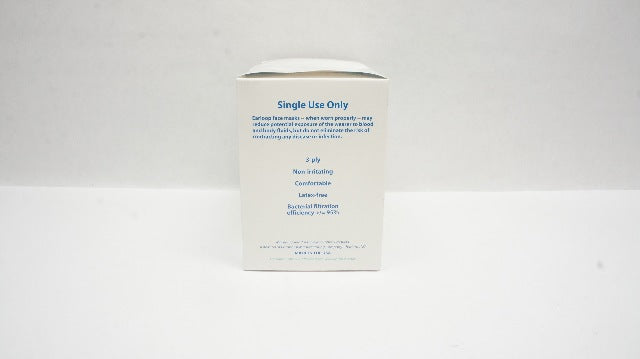 Single Use Only
Earloop facemasks – when worn properly – may
reduce potential exposure of the wearer to blood
and body fluids, but do not eliminate the risk of
contracting any disease or infection.
3-ply
Non-irritating
Comfortable
Latex-free
Bacterial filtration
efficiency +/= 95%